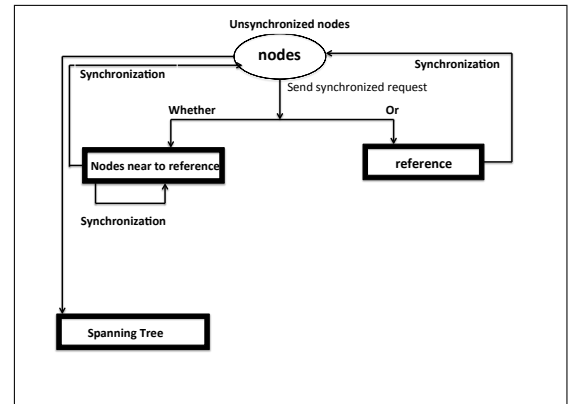 Unsynchronized nodes
nodes
Synchronization
Synchronization
Send synchronized request
Whether
Or
Nodes near to reference
reference
Synchronization
Spanning Tree